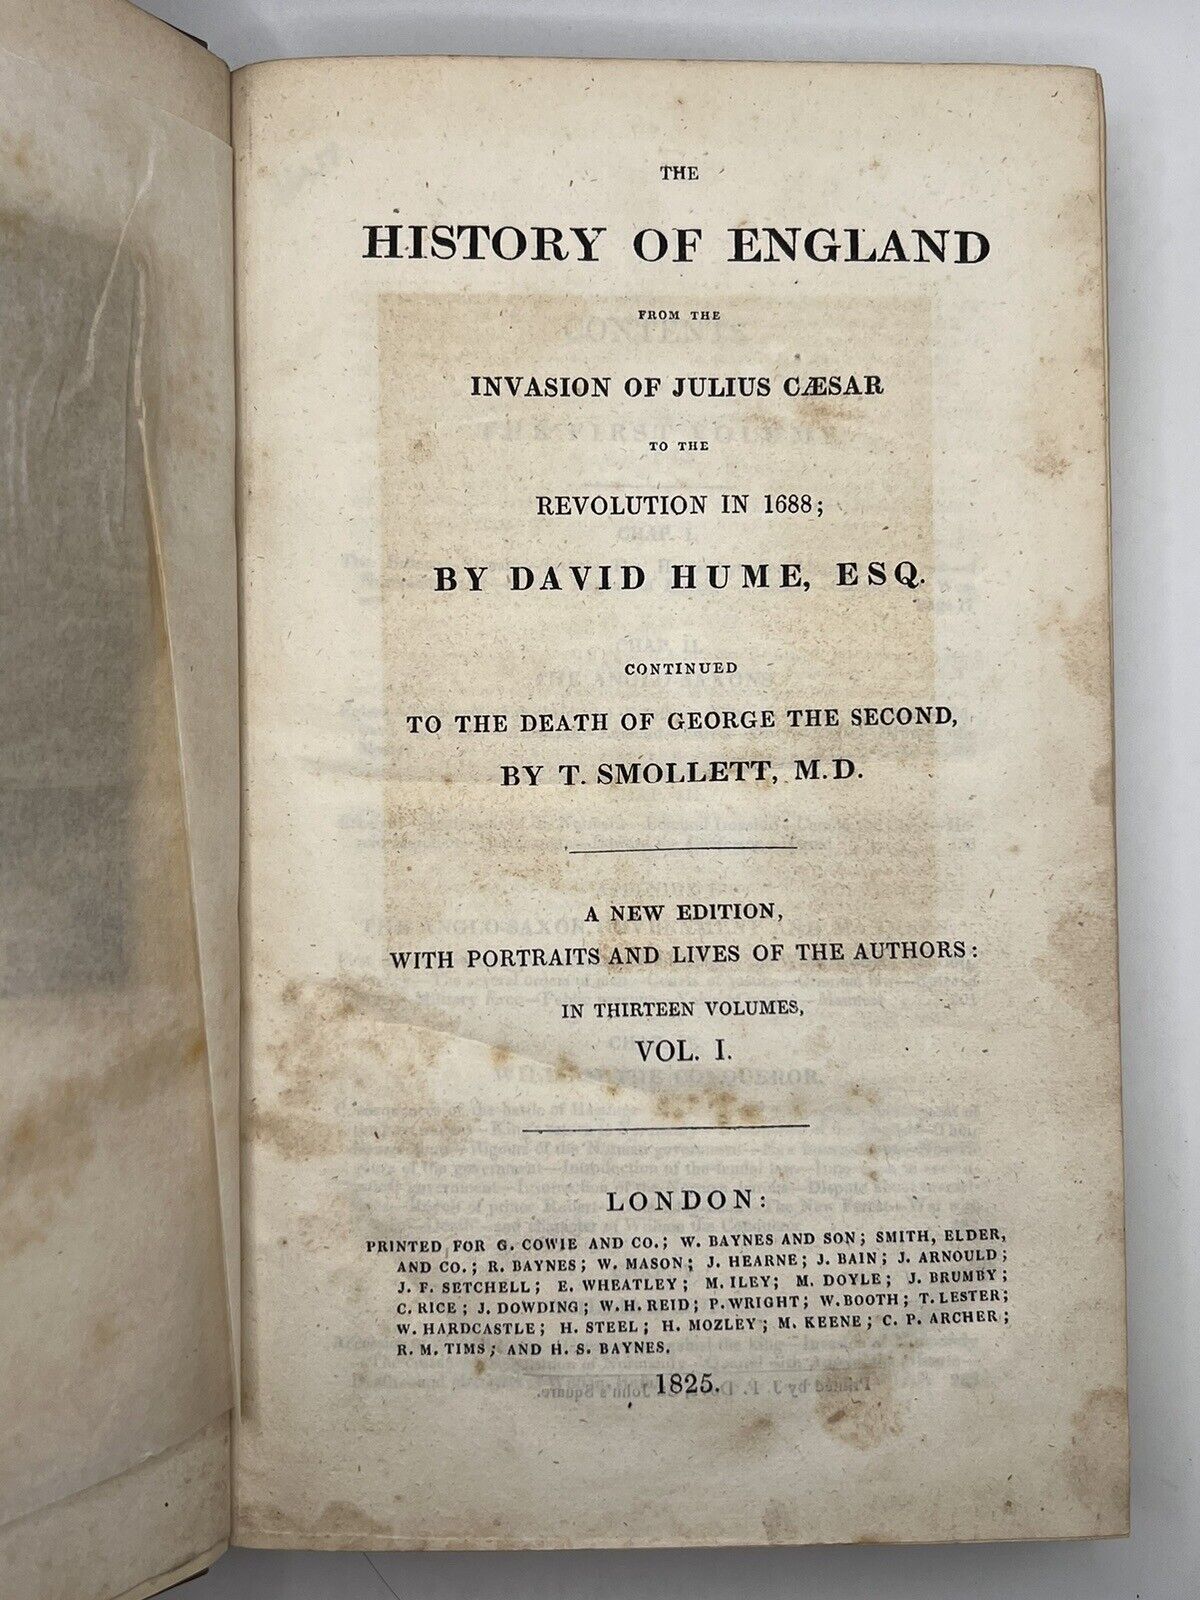 THE
HISTORY OF ENGLAND
FROM THE
INVASION OF JULIUS CÆSAR
TO THE
REVOLUTION IN 1688;
BY DAVID HUME, ESQ.
CONTINUED
TO THE DEATH OF GEORGE THE SECOND,
BY T. SMOLLETT, M.D.
A NEW EDITION,
WITH PORTRAITS AND LIVES OF THE AUTHORS:
IN THIRTEEN VOLUMES,
VOL. I.
LONDON:
PRINTED FOR G. COWIE AND CO.; W. BAYNES AND SON; SMITH, ELDER,
AND CO.; R. BAYNES; W. MASON; J. HEARNE; J. BAIN; J. ARNOULD;
J. F. SETCHELL; E. WHEATLEY; M. ILEY; M. DOYLE; J. BRUMBY;
C. RICE; J. DOWDING; W. H. REID; P. WRIGHT; W. BOOTH; T. LESTER;
W. HARDCASTLE; H. STEEL; H. MOZLEY; M. KEENE; C. P. ARCHER;
R. M. TIMS; AND H. S. BAYNES.
1825.